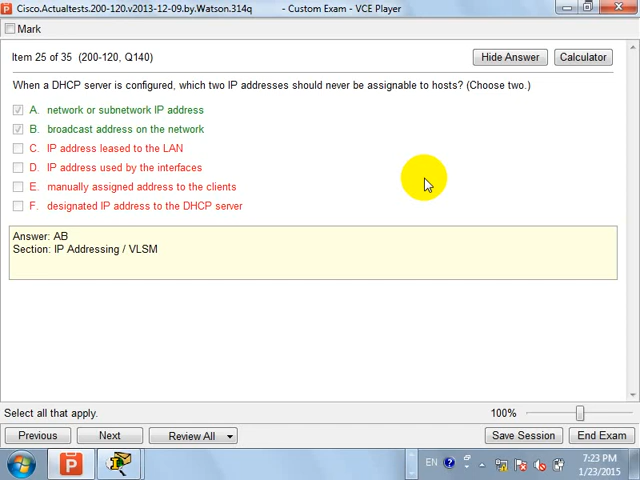 Cisco.Actualtests.200-120.v2013-12-09.by.Watson.314q - Custom Exam - VCE Player
Mark
Item 25 of 35 (200-120, Q140)
Hide Answer
Calculator
When a DHCP server is configured, which two IP addresses should never be assignable to hosts? (Choose two.)
A. network or subnetwork IP address
B. broadcast address on the network
C. IP address leased to the LAN
D. IP address used by the interfaces
E. manually assigned address to the clients
F. designated IP address to the DHCP server
Answer: AB
Section: IP Addressing / VLSM
Select all that apply.
100%
Previous
Next
Review All
Save Session
End Exam
EN
7:23 PM
1/23/2015